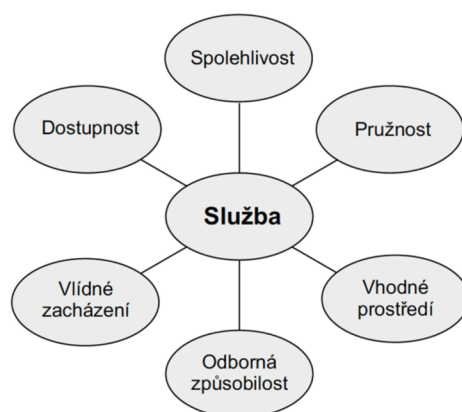 Spolehlivost
Dostupnost
Pružnost
Služba
Vlídné
zacházení
Vhodné
prostředí
Odborná
způsobilost